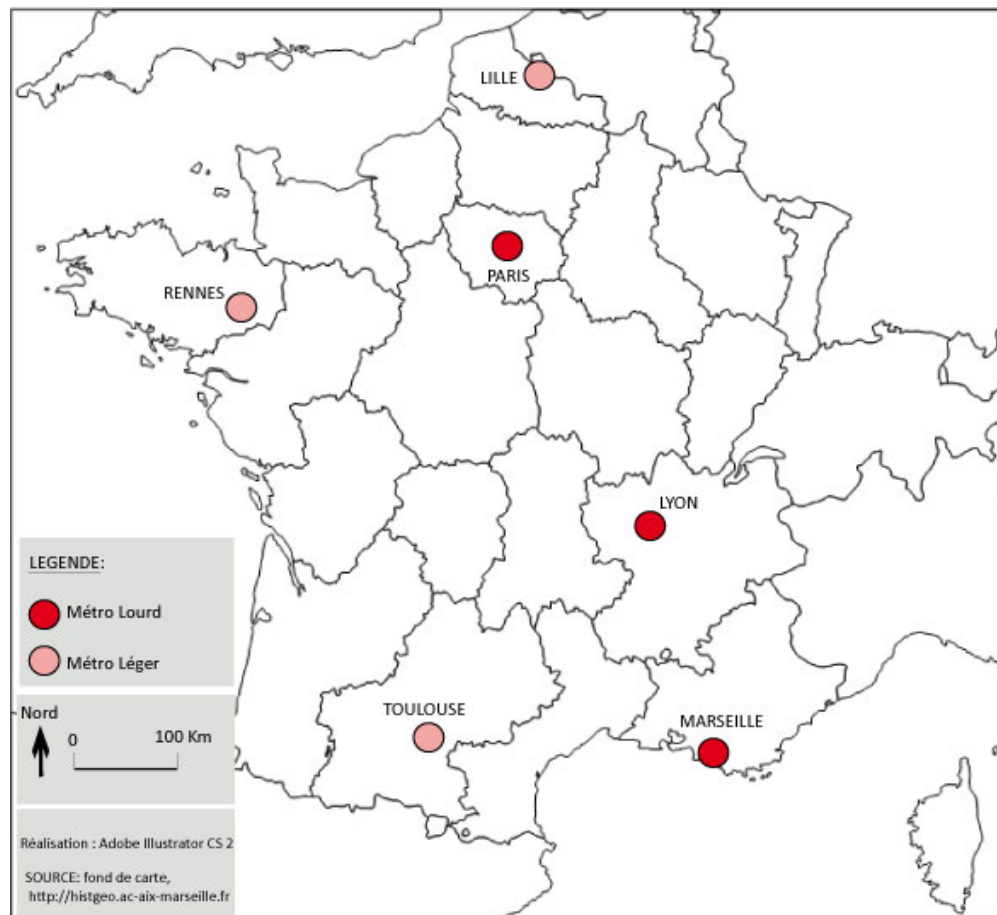 LILLE
PARIS
RENNES
LYON
LEGENDE:
Métro Lourd
Métro Léger
Nord
0 100 Km
TOULOUSE
MARSEILLE
Réalisation : Adobe Illustrator CS 2
SOURCE: fond de carte,
http://histgeo.ac-aix-marseille.fr